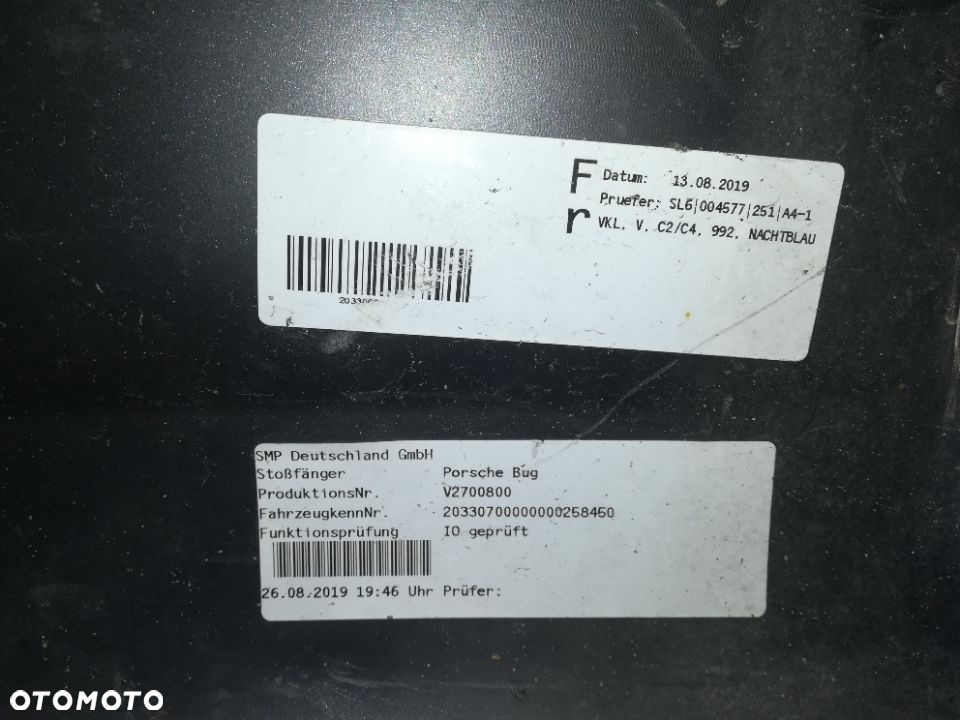 F
r
Datum: 13.08.2019
Pruefer: SL6|004577|251|A4-1
VKL. V. C2/C4, 992, NACHTBLAU
SMP Deutschland GmbH
Stoßfänger Porsche Bug
ProduktionsNr. V2700800
FahrzeugkennNr. 20330700000000258450
Funktionsprüfung IO geprüft
26.08.2019 19:46 Uhr Prüfer:
OTOMOTO